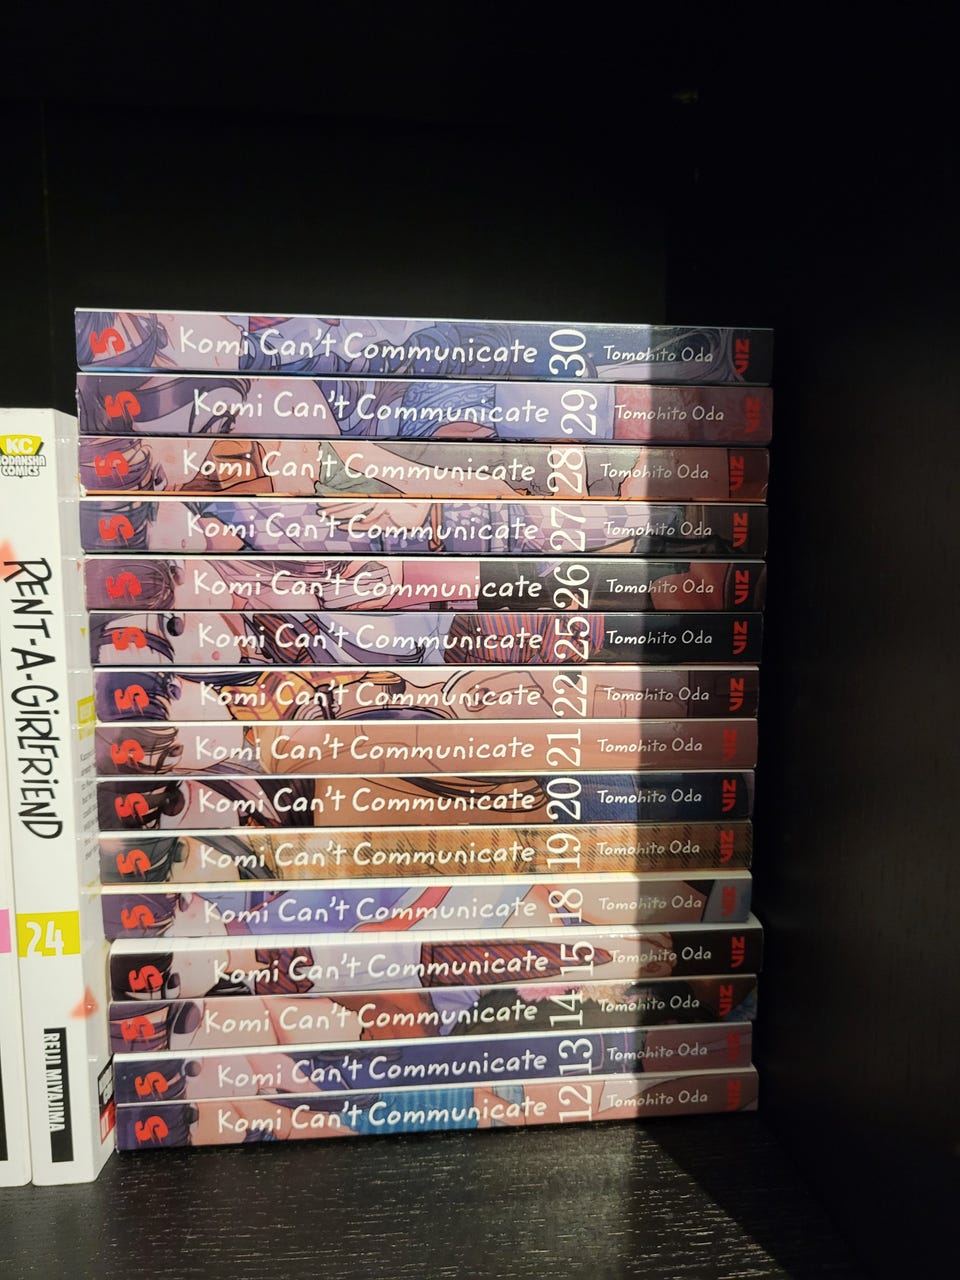 S Komi Can't Communicate 30 Tomohito Oda VIZ
S Komi Can't Communicate 29 Tomohito Oda VIZ
S Komi Can't Communicate 28 Tomohito Oda VIZ
S Komi Can't Communicate 27 Tomohito Oda VIZ
S Komi Can't Communicate 26 Tomohito Oda VIZ
S Komi Can't Communicate 25 Tomohito Oda VIZ
S Komi Can't Communicate 22 Tomohito Oda VIZ
S Komi Can't Communicate 21 Tomohito Oda VIZ
S Komi Can't Communicate 20 Tomohito Oda VIZ
S Komi Can't Communicate 19 Tomohito Oda VIZ
S Komi Can't Communicate 18 Tomohito Oda VIZ
S Komi Can't Communicate 15 Tomohito Oda VIZ
S Komi Can't Communicate 14 Tomohito Oda VIZ
S Komi Can't Communicate 13 Tomohito Oda VIZ
S Komi Can't Communicate 12 Tomohito Oda VIZ
KC
KODANSHA
COMICS
RENT-A-GIRLFRIEND
24
REIJI MIYAJIMA